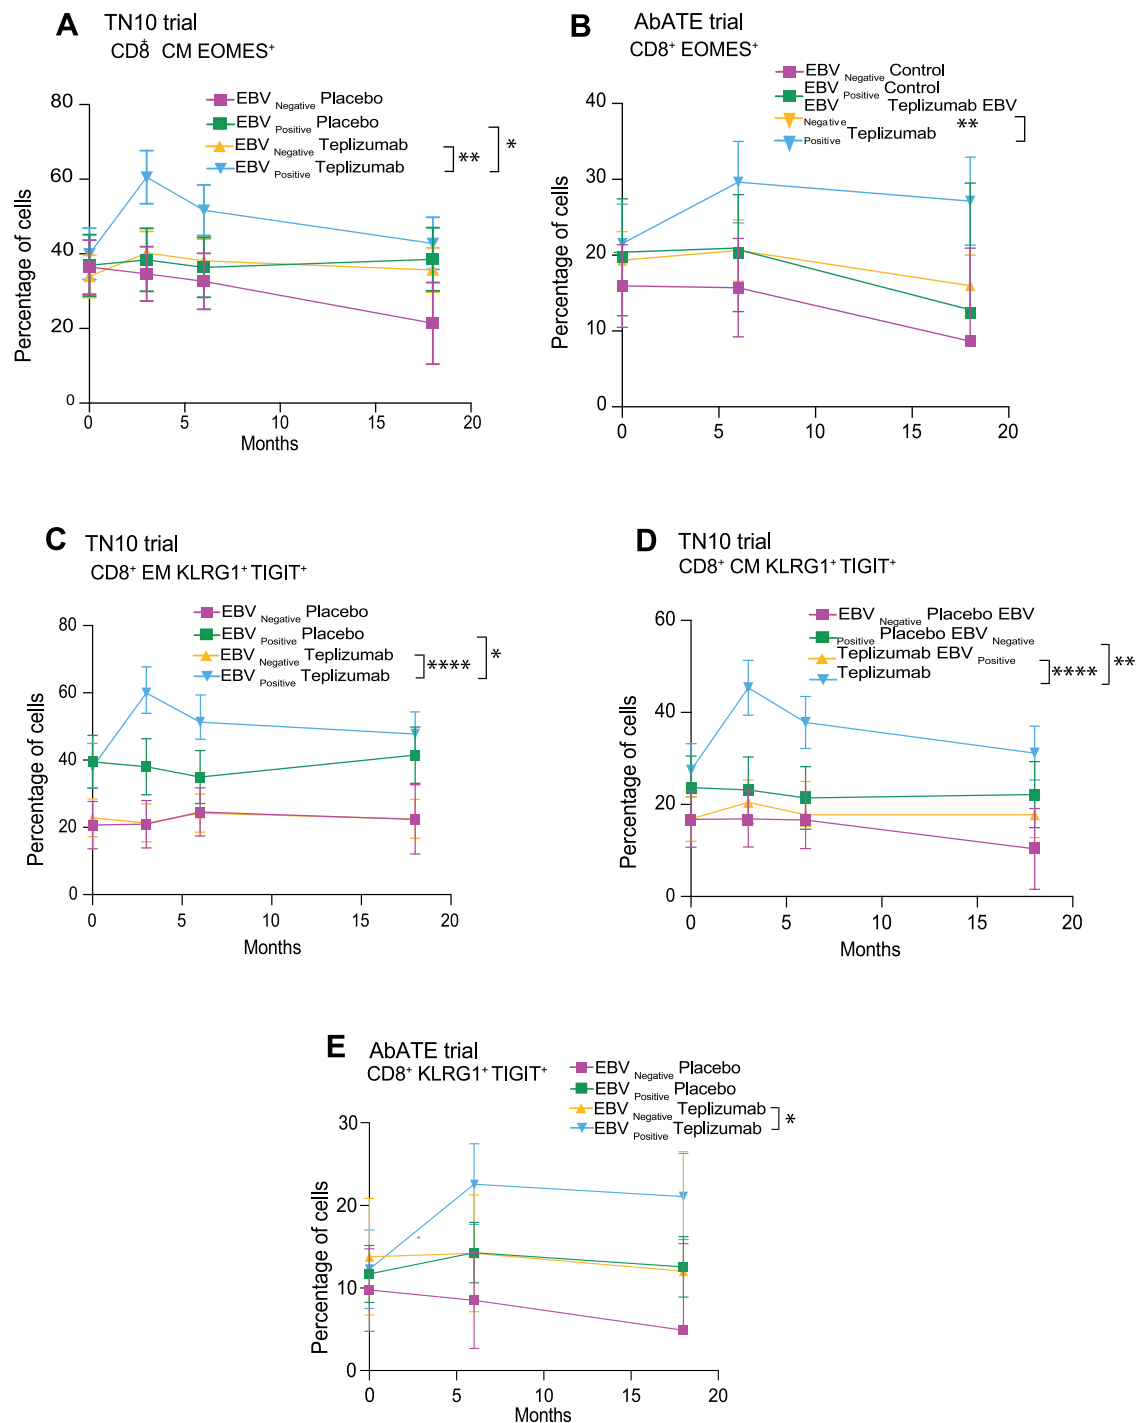 A TN10 trial
CD8⁺ CM EOMES⁺
EBV Negative Placebo
EBV Positive Placebo
EBV Negative Teplizumab
EBV Positive Teplizumab
** *
Percentage of cells
80
60
40
20
0
0 5 10 15 20
Months
B AbATE trial
CD8⁺ EOMES⁺
EBV Negative Control
EBV Positive Control
EBV Teplizumab EBV
Negative
Positive Teplizumab
**
Percentage of cells
40
30
20
10
0
0 5 10 15 20
C TN10 trial
CD8⁺ EM KLRG1⁺ TIGIT⁺
EBV Negative Placebo
EBV Positive Placebo
EBV Negative Teplizumab
EBV Positive Teplizumab
**** *
Percentage of cells
80
60
40
20
0
0 5 10 15 20
Months
D TN10 trial
CD8⁺ CM KLRG1⁺ TIGIT⁺
EBV Negative Placebo EBV
Positive Placebo EBV Negative
Teplizumab EBV Positive
Teplizumab
**** **
Percentage of cells
60
40
20
0
0 5 10 15 20
Months
E AbATE trial
CD8⁺ KLRG1⁺ TIGIT⁺
EBV Negative Placebo
EBV Positive Placebo
EBV Negative Teplizumab
EBV Positive Teplizumab
*
Percentage of cells
30
20
10
0
0 5 10 15 20
Months